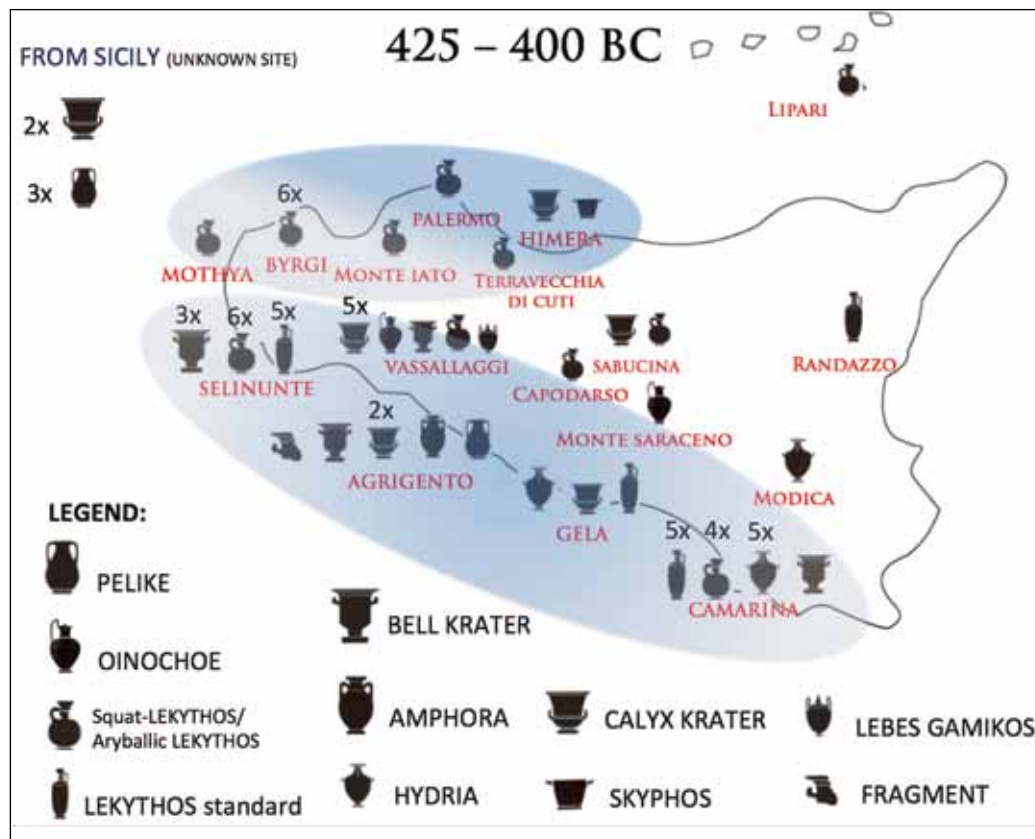 FROM SICILY (UNKNOWN SITE)
425 – 400 BC
2x
3x
LIPARI
6x
PALERMO
HIMERA
MOTHYA
BYRGI
MONTE IATO
TERRAVECCHIA
DI CUTI
3x
6x
5x
5x
SELINUNTE
VASSALLAGGI
SABUCINA
CAPODARSO
RANDAZZO
2x
MONTE SARACENO
AGRIGENTO
MODICA
GELA
5x 4x 5x
CAMARINA
LEGEND:
PELIKE
OINOCHOE
Squat-LEKYTHOS/
Aryballic LEKYTHOS
LEKYTHOS standard
BELL KRATER
AMPHORA
HYDRIA
CALYX KRATER
SKYPHOS
LEBES GAMIKOS
FRAGMENT